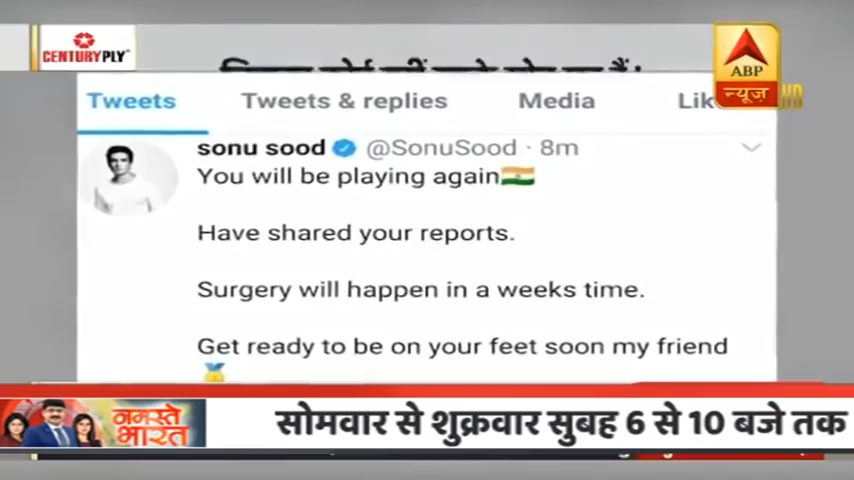 CENTURYPLY
ABP
न्यूज़
HD
Tweets Tweets & replies Media Lik
sonu sood @SonuSood · 8m
You will be playing again🇮🇳
Have shared your reports.
Surgery will happen in a weeks time.
Get ready to be on your feet soon my friend
🏅
नमस्ते
भारत
सोमवार से शुक्रवार सुबह 6 से 10 बजे तक